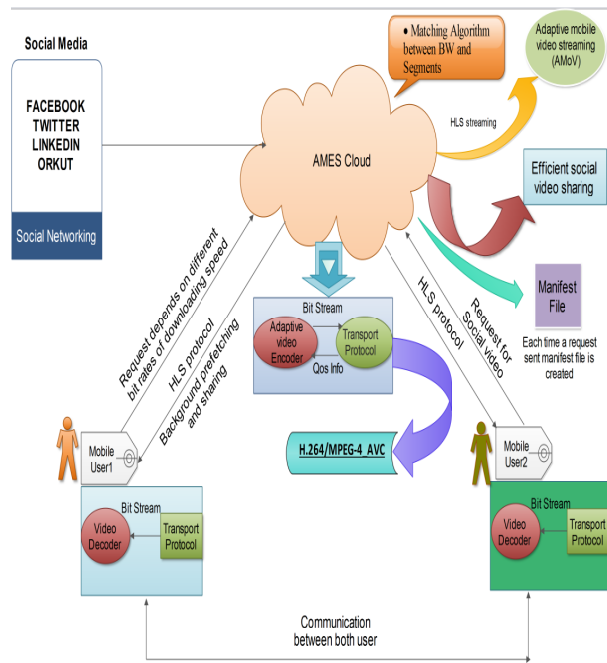 Social Media
FACEBOOK
TWITTER
LINKEDIN
ORKUT
Social Networking
AMES Cloud
• Matching Algorithm
between BW and
Segments
Adaptive mobile
video streaming
(AMoV)
HLS streaming
Efficient social
video sharing
Manifest
File
Each time a request
sent manifest file is
created
Request depends on different
bit rates of downloading speed
HLS protocol
Background prefetching
and sharing
Bit Stream
Adaptive
video
Encoder
Transport
Protocol
Qos Info
HLS protocol
Request for
Social video
H.264/MPEG-4_AVC
Mobile
User1
Bit Stream
Video
Decoder
Transport
Protocol
Mobile
User2
Bit Stream
Video
Decoder
Transport
Protocol
Communication
between both user